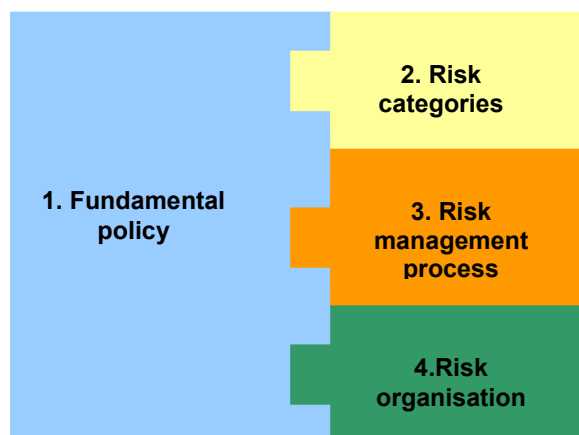 1. Fundamental
policy
2. Risk
categories
3. Risk
management
process
4.Risk
organisation